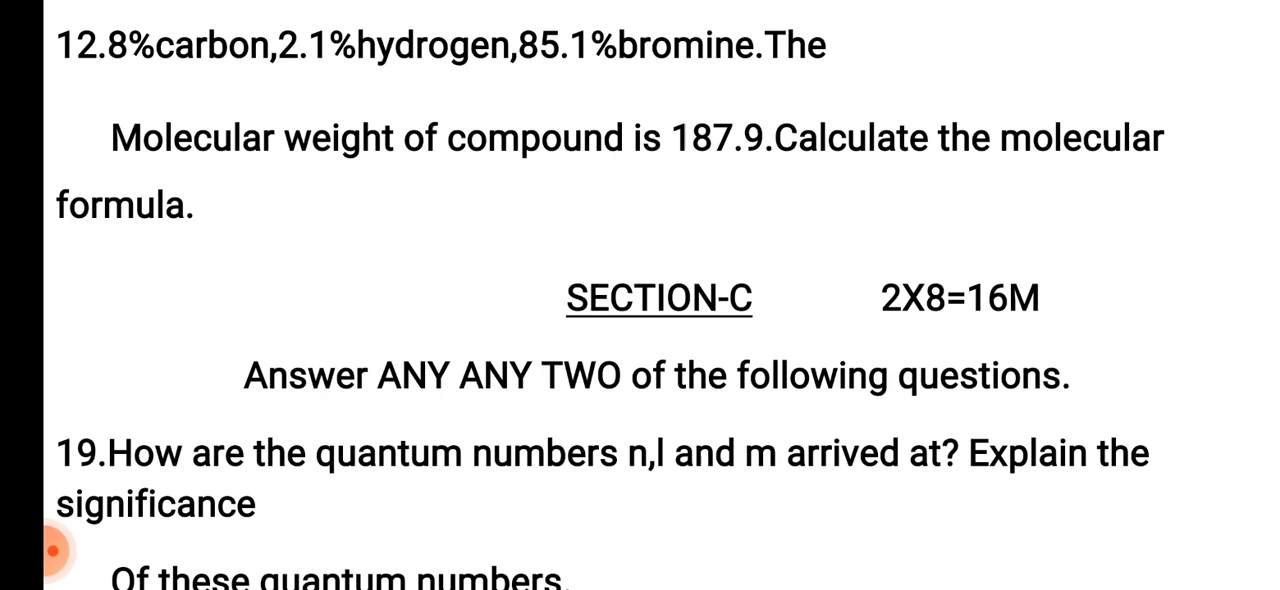 12.8%carbon,2.1%hydrogen,85.1%bromine.The
Molecular weight of compound is 187.9.Calculate the molecular
formula.
SECTION-C 2X8=16M
Answer ANY ANY TWO of the following questions.
19.How are the quantum numbers n,l and m arrived at? Explain the
significance
Of these quantum numbers.